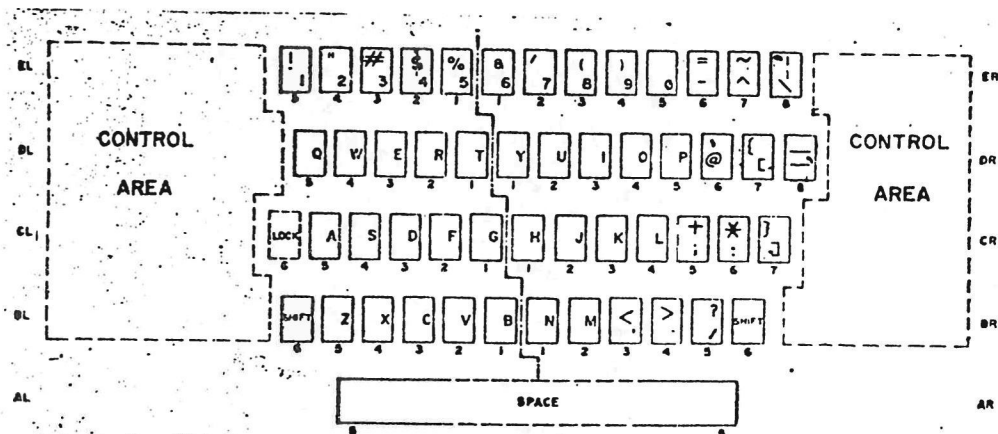 EL ! 1 " 2 # 3 $ 4 % 5 & 6 ' 7 ( 8 ) 9 0 = - ~ ^ | \ ER
5 4 3 2 1 1 2 3 4 5 6 7 8
CONTROL AREA
CONTROL AREA
DL Q W E R T Y U I O P ` @ { [ _ DR
5 4 3 2 1 1 2 3 4 5 6 7 8
CL LOCK A S D F G H J K L + ; * : } ] CR
6 5 4 3 2 1 1 2 3 4 5 6 7
BL SHIFT Z X C V B N M < , > . ? / SHIFT BR
6 5 4 3 2 1 1 2 3 4 5 6
AL SPACE AR